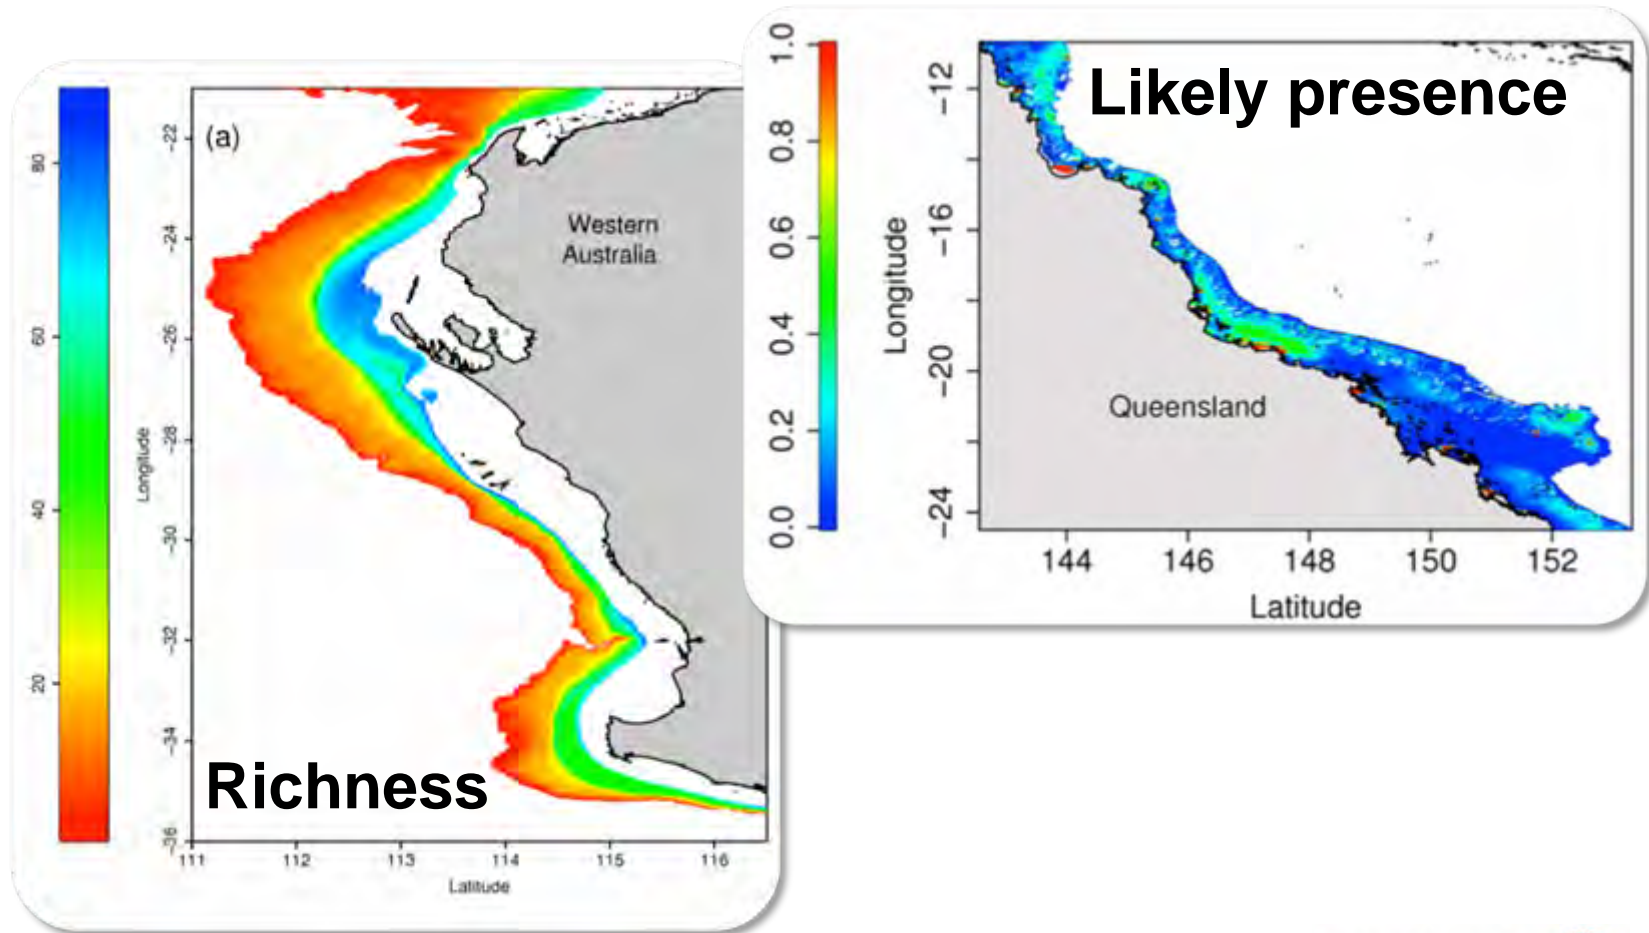 (a)
Western
Australia
Richness
80
60
40
20
-22
-24
-26
-28
-30
-32
-34
-36
Longitude
111 112 113 114 115 116
Latitude
Likely presence
1.0
0.8
0.6
0.4
0.2
0.0
−12
−16
−20
−24
Longitude
Queensland
144 146 148 150 152
Latitude